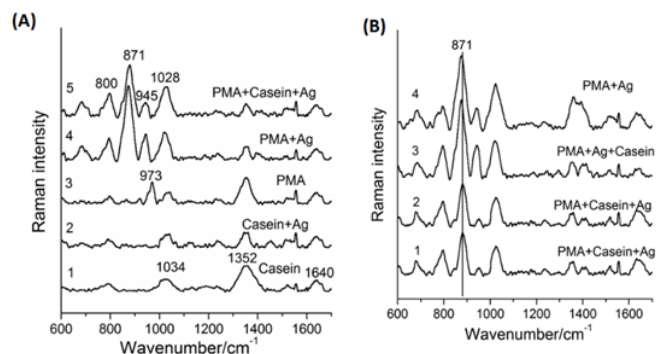 (A)
871
800
945
1028
5
PMA+Casein+Ag
4
PMA+Ag
973
3
PMA
2
Casein+Ag
1352
1
1034
Casein
1640
600 800 1000 1200 1400 1600
Wavenumber/cm-1
Raman intensity
(B)
871
4
PMA+Ag
3
PMA+Ag+Casein
2
PMA+Casein+Ag
1
PMA+Casein+Ag
600 800 1000 1200 1400 1600
Wavenumber/cm-1
Raman intensity